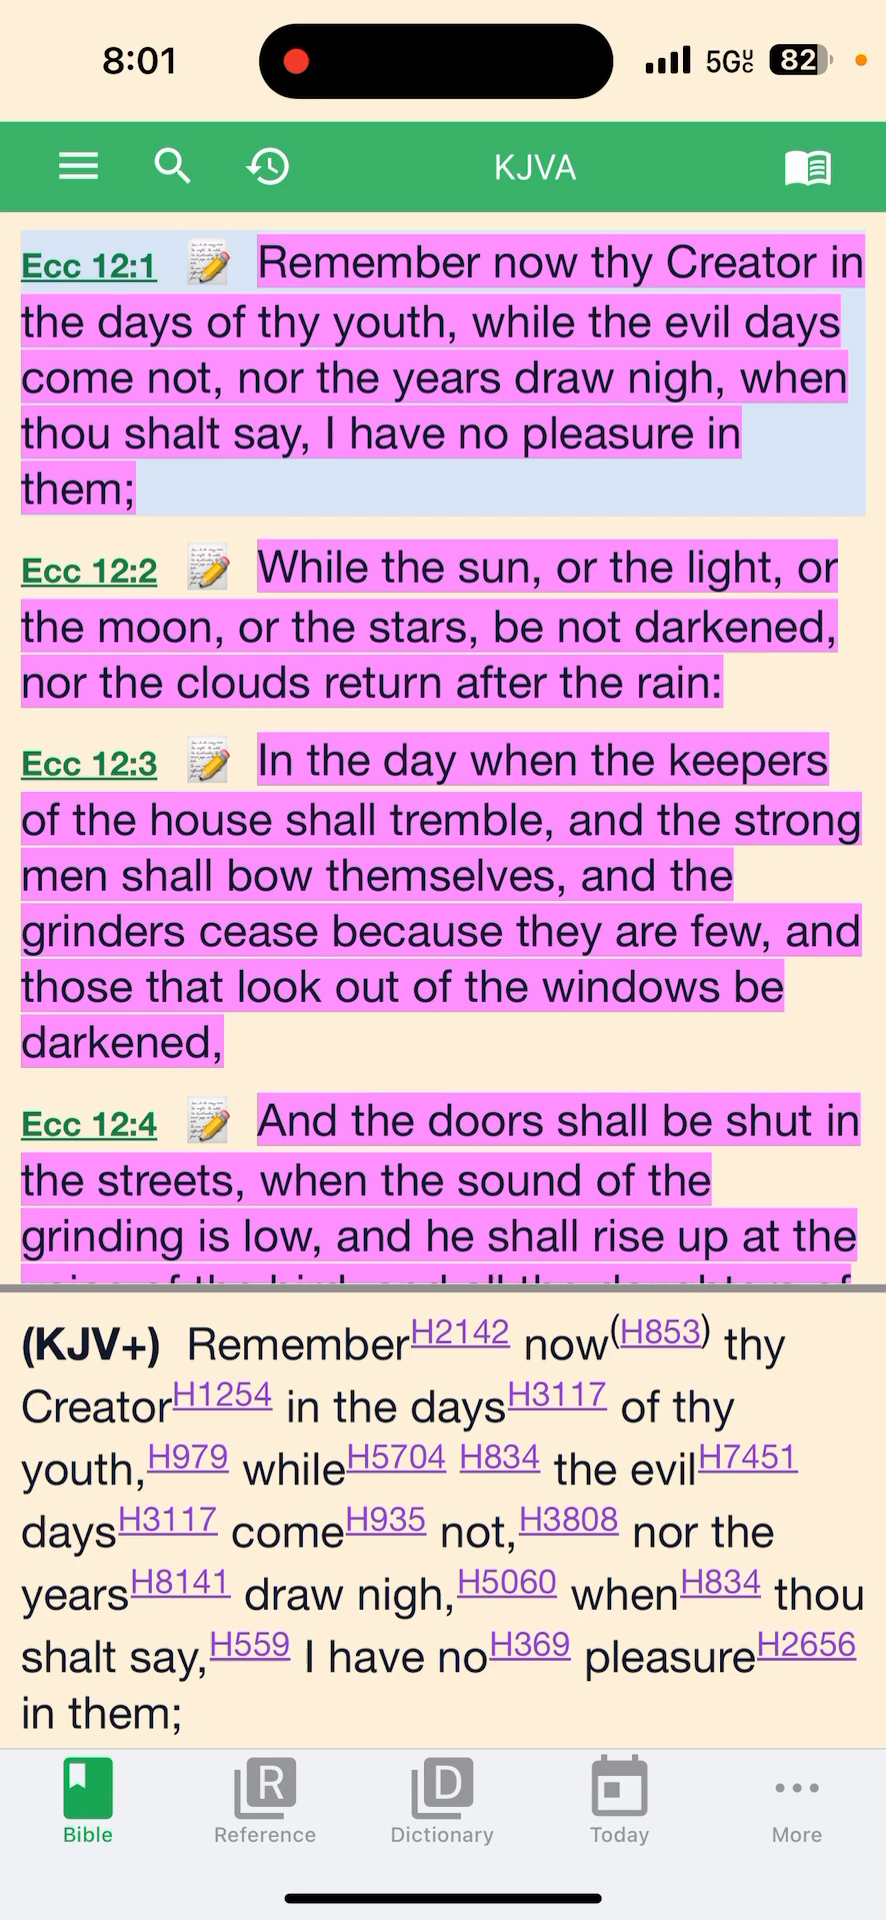 8:01
5GUC 82
KJVA
Ecc 12:1 Remember now thy Creator in
the days of thy youth, while the evil days
come not, nor the years draw nigh, when
thou shalt say, I have no pleasure in
them;
Ecc 12:2 While the sun, or the light, or
the moon, or the stars, be not darkened,
nor the clouds return after the rain:
Ecc 12:3 In the day when the keepers
of the house shall tremble, and the strong
men shall bow themselves, and the
grinders cease because they are few, and
those that look out of the windows be
darkened,
Ecc 12:4 And the doors shall be shut in
the streets, when the sound of the
grinding is low, and he shall rise up at the
(KJV+) RememberH2142 now(H853) thy
CreatorH1254 in the daysH3117 of thy
youth,H979 whileH5704 H834 the evilH7451
daysH3117 comeH935 not,H3808 nor the
yearsH8141 draw nigh,H5060 whenH834 thou
shalt say,H559 I have noH369 pleasureH2656
in them;
R D
Bible Reference Dictionary Today More